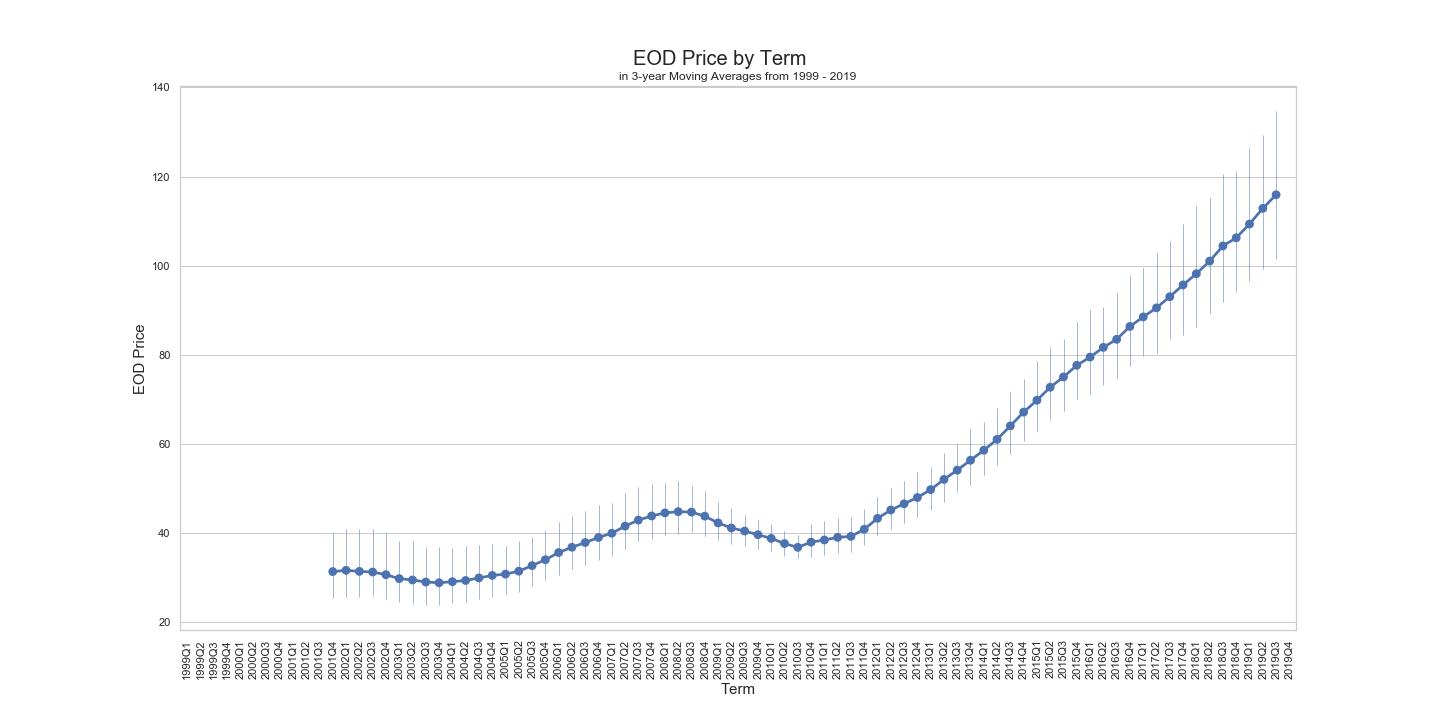 EOD Price by Term
in 3-year Moving Averages from 1999 - 2019
140
120
100
80
60
40
20
EOD Price
1999Q1
1999Q2
1999Q3
1999Q4
2000Q1
2000Q2
2000Q3
2000Q4
2001Q1
2001Q2
2001Q3
2001Q4
2002Q1
2002Q2
2002Q3
2002Q4
2003Q1
2003Q2
2003Q3
2003Q4
2004Q1
2004Q2
2004Q3
2004Q4
2005Q1
2005Q2
2005Q3
2005Q4
2006Q1
2006Q2
2006Q3
2006Q4
2007Q1
2007Q2
2007Q3
2007Q4
2008Q1
2008Q2
2008Q3
2008Q4
2009Q1
2009Q2
2009Q3
2009Q4
2010Q1
2010Q2
2010Q3
2010Q4
2011Q1
2011Q2
2011Q3
2011Q4
2012Q1
2012Q2
2012Q3
2012Q4
2013Q1
2013Q2
2013Q3
2013Q4
2014Q1
2014Q2
2014Q3
2014Q4
2015Q1
2015Q2
2015Q3
2015Q4
2016Q1
2016Q2
2016Q3
2016Q4
2017Q1
2017Q2
2017Q3
2017Q4
2018Q1
2018Q2
2018Q3
2018Q4
2019Q1
2019Q2
2019Q3
2019Q4
Term